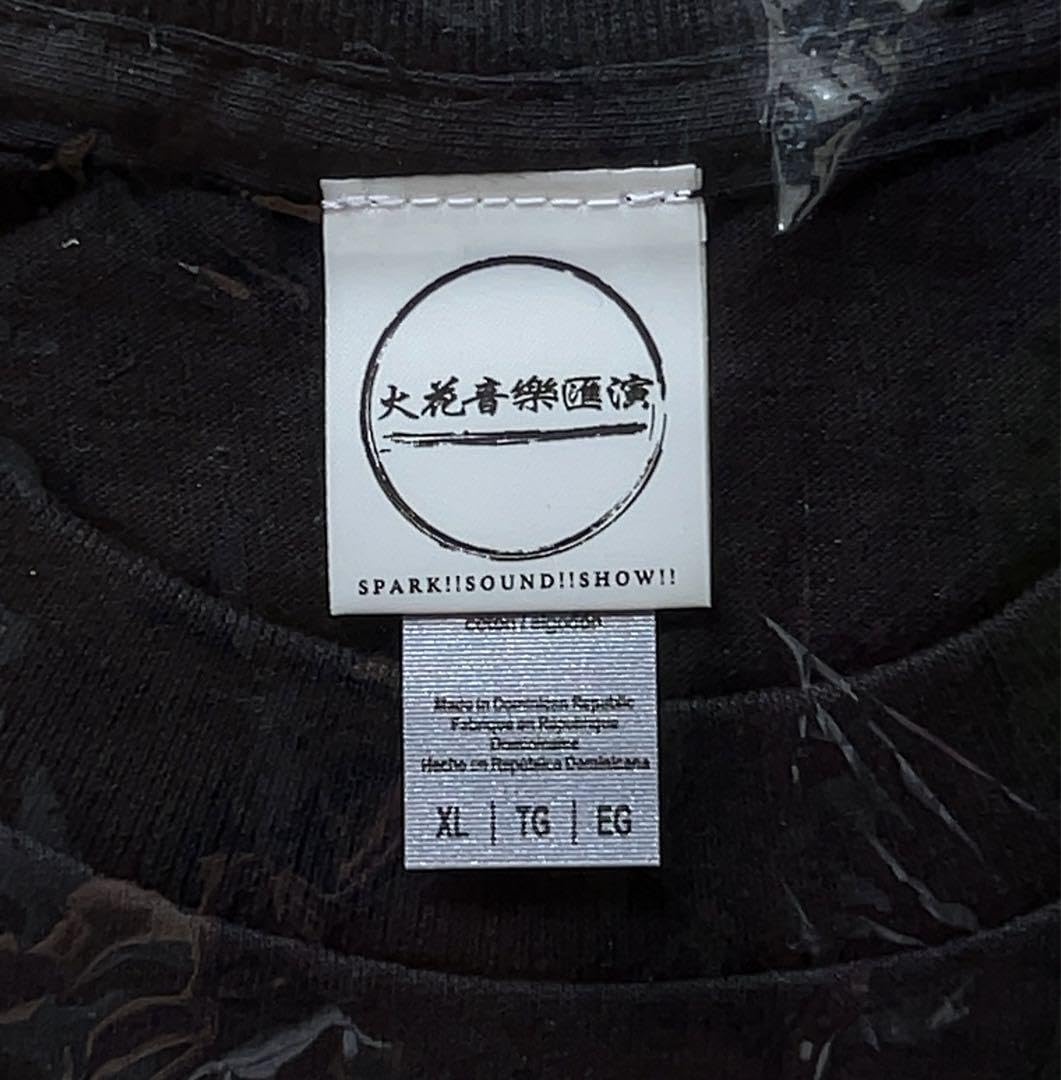 火花音樂匯演
SPARK!!SOUND!!SHOW!!
Made in Dominican Republic
Fabriqué en République
Dominicaine
Hecho en República Dominicana
XL | TG | EG